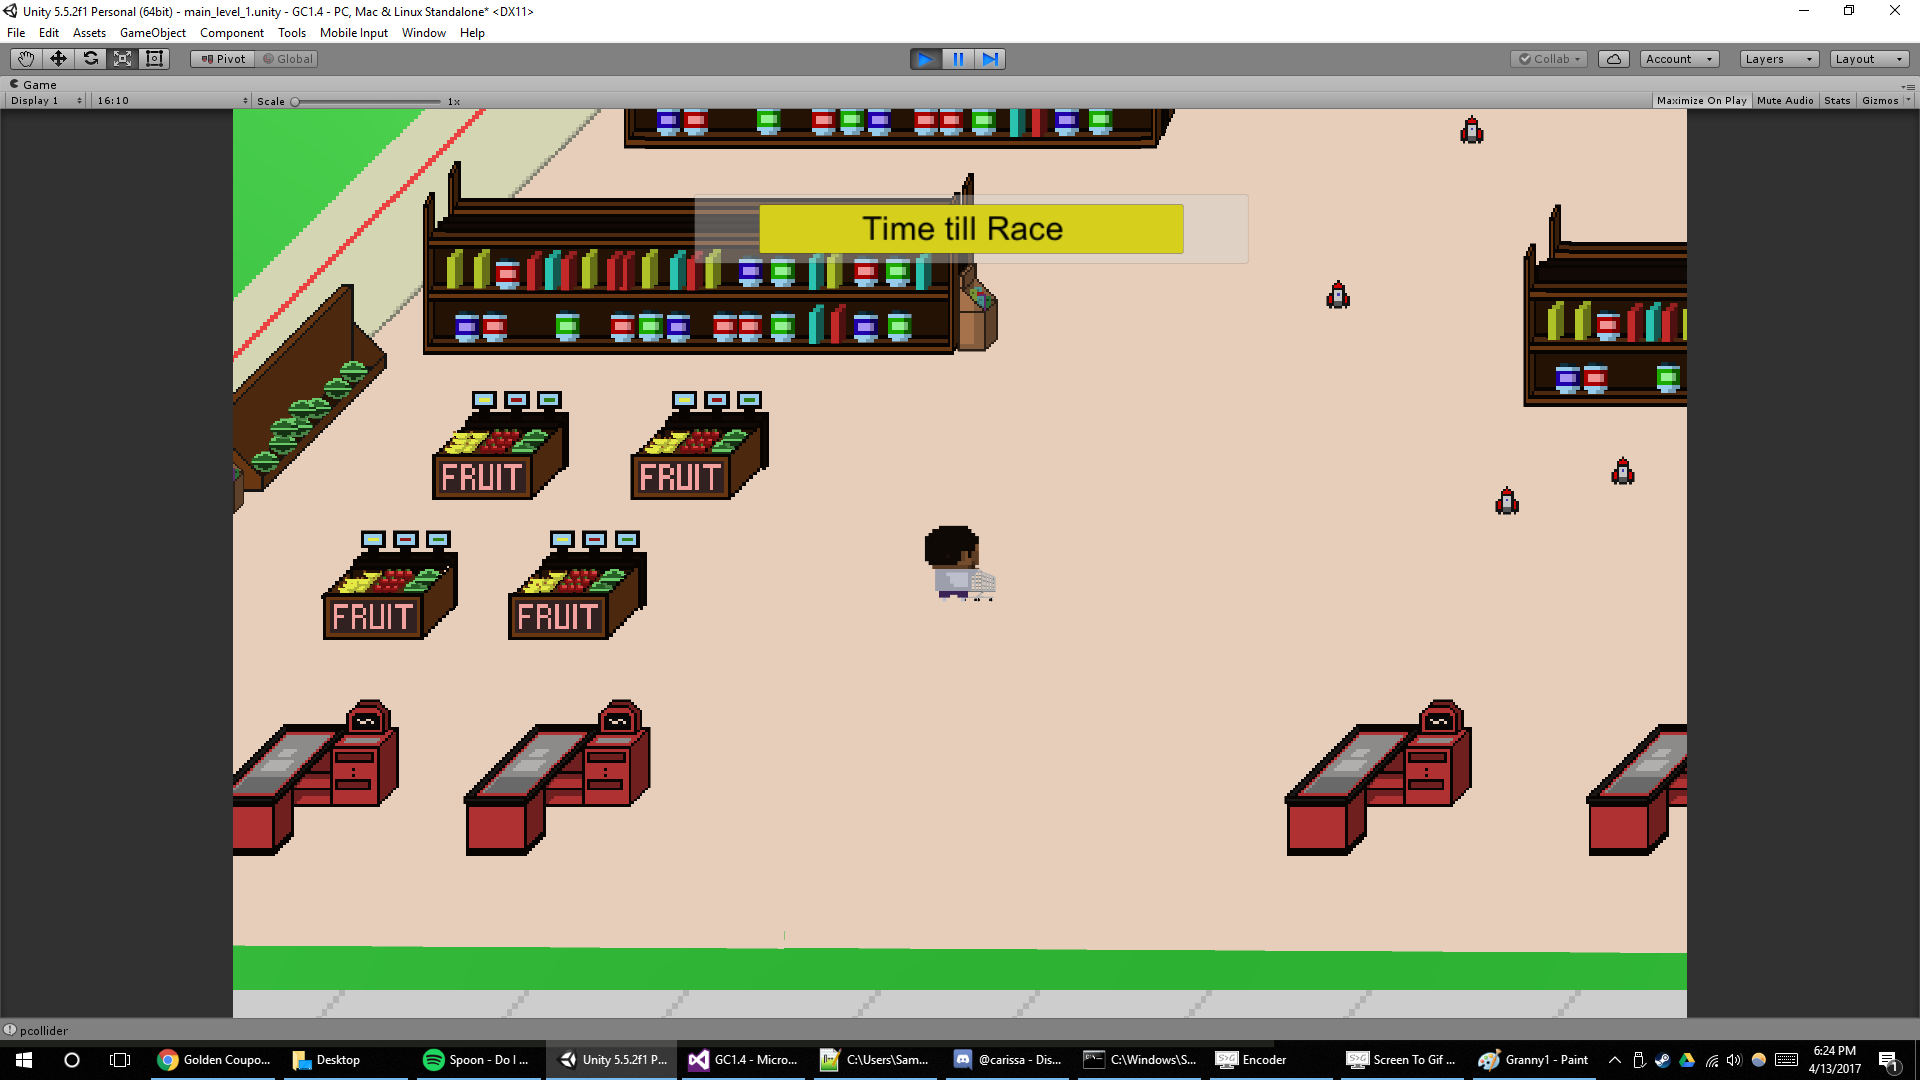 Unity 5.5.2f1 Personal (64bit) - main_level_1.unity - GC1.4 - PC, Mac & Linux Standalone* <DX11>
File Edit Assets GameObject Component Tools Mobile Input Window Help
Pivot Global Collab Account Layers Layout
Game
Display 1 16:10 Scale 1x Maximize On Play Mute Audio Stats Gizmos
Time till Race
FRUIT FRUIT
FRUIT FRUIT
pcollider
Golden Coupo... Desktop Spoon - Do I ... Unity 5.5.2f1 P... GC1.4 - Micro... C:\Users\Sam... @carissa - Dis... C:\Windows\S... Encoder Screen To Gif ... Granny1 - Paint
6:24 PM
4/13/2017
1